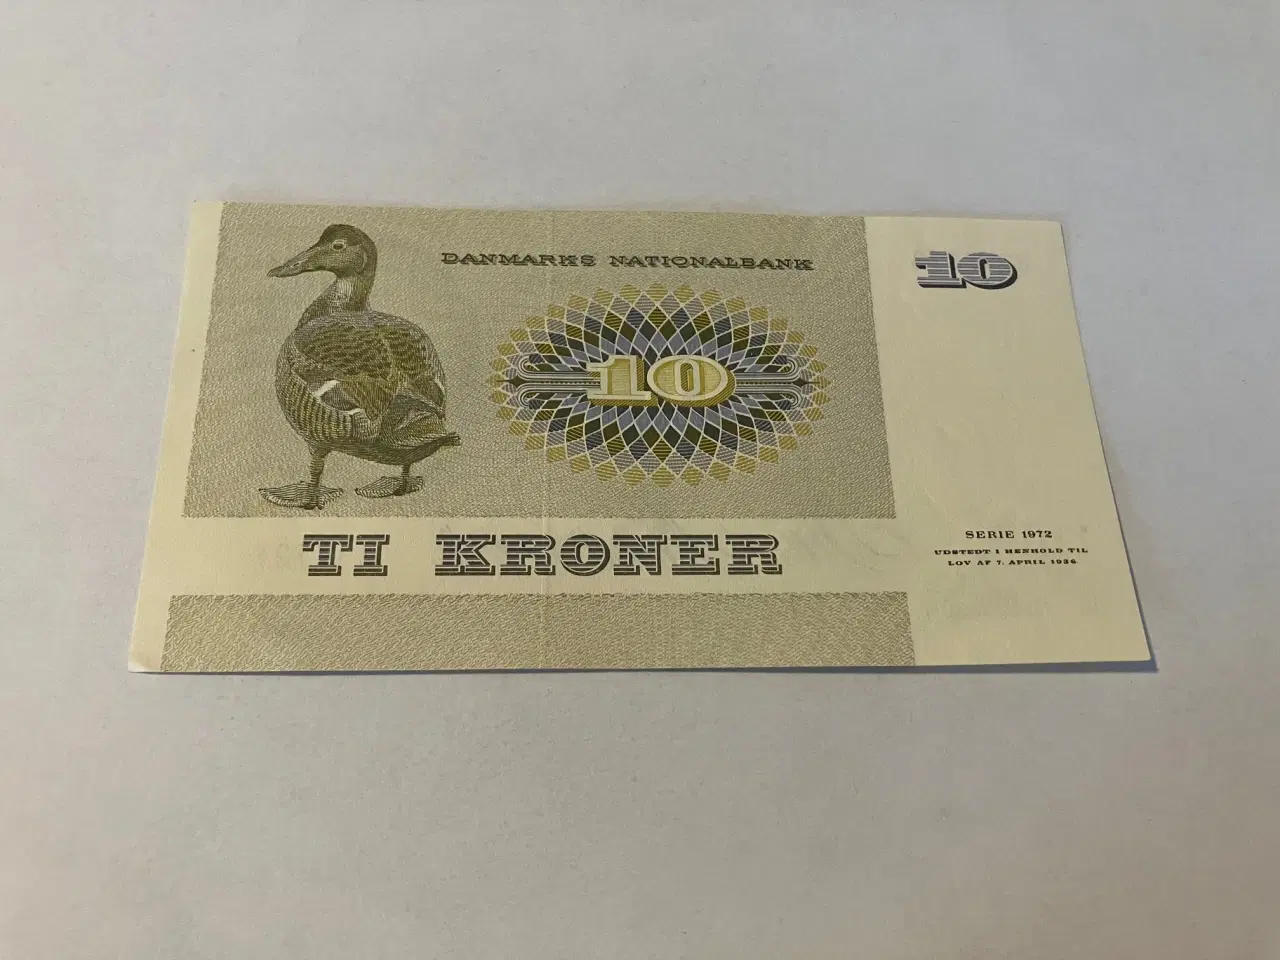 DANMARKS NATIONALBANK
10
10
TI KRONER
SERIE 1972
UDSTEDT I HENHOLD TIL
LOV AF 7. APRIL 1936